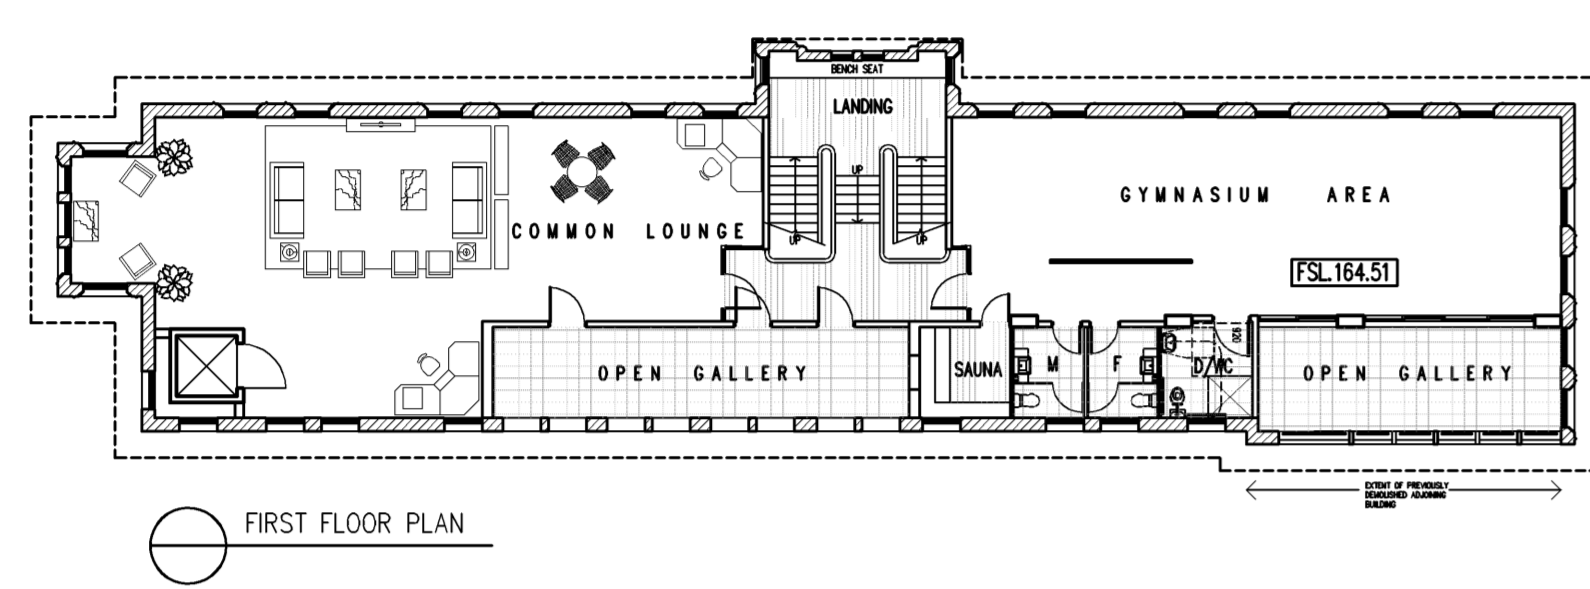 BENCH SEAT
LANDING
UP
GYMNASIUM AREA
COMMON LOUNGE
UP
UP
FSL.164.51
920
OPEN GALLERY
SAUNA
M
F
D/WC
OPEN GALLERY
EXTENT OF PREVIOUSLY
DEMOLISHED ADJOINING
BUILDING
FIRST FLOOR PLAN